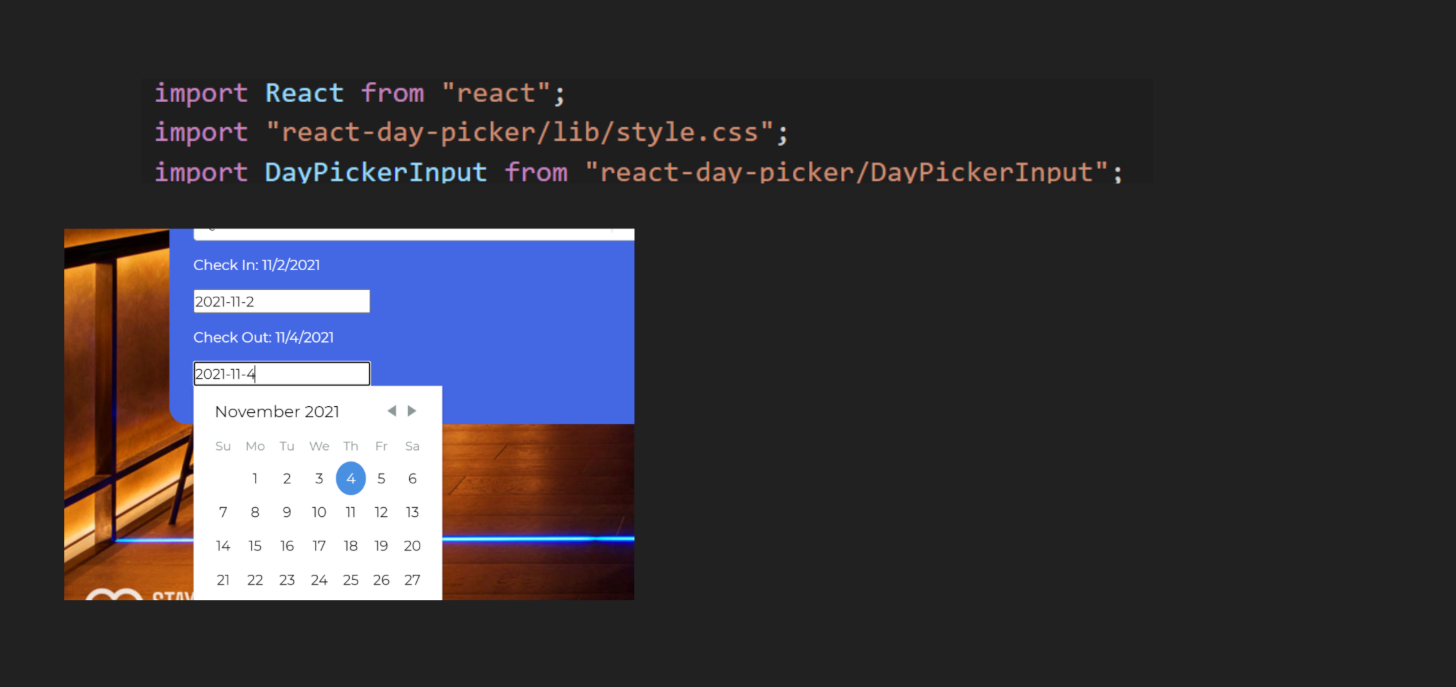 import React from "react";
import "react-day-picker/lib/style.css";
import DayPickerInput from "react-day-picker/DayPickerInput";
Check In: 11/2/2021
2021-11-2
Check Out: 11/4/2021
2021-11-4
November 2021
Su Mo Tu We Th Fr Sa
1 2 3 4 5 6
7 8 9 10 11 12 13
14 15 16 17 18 19 20
21 22 23 24 25 26 27
STAY